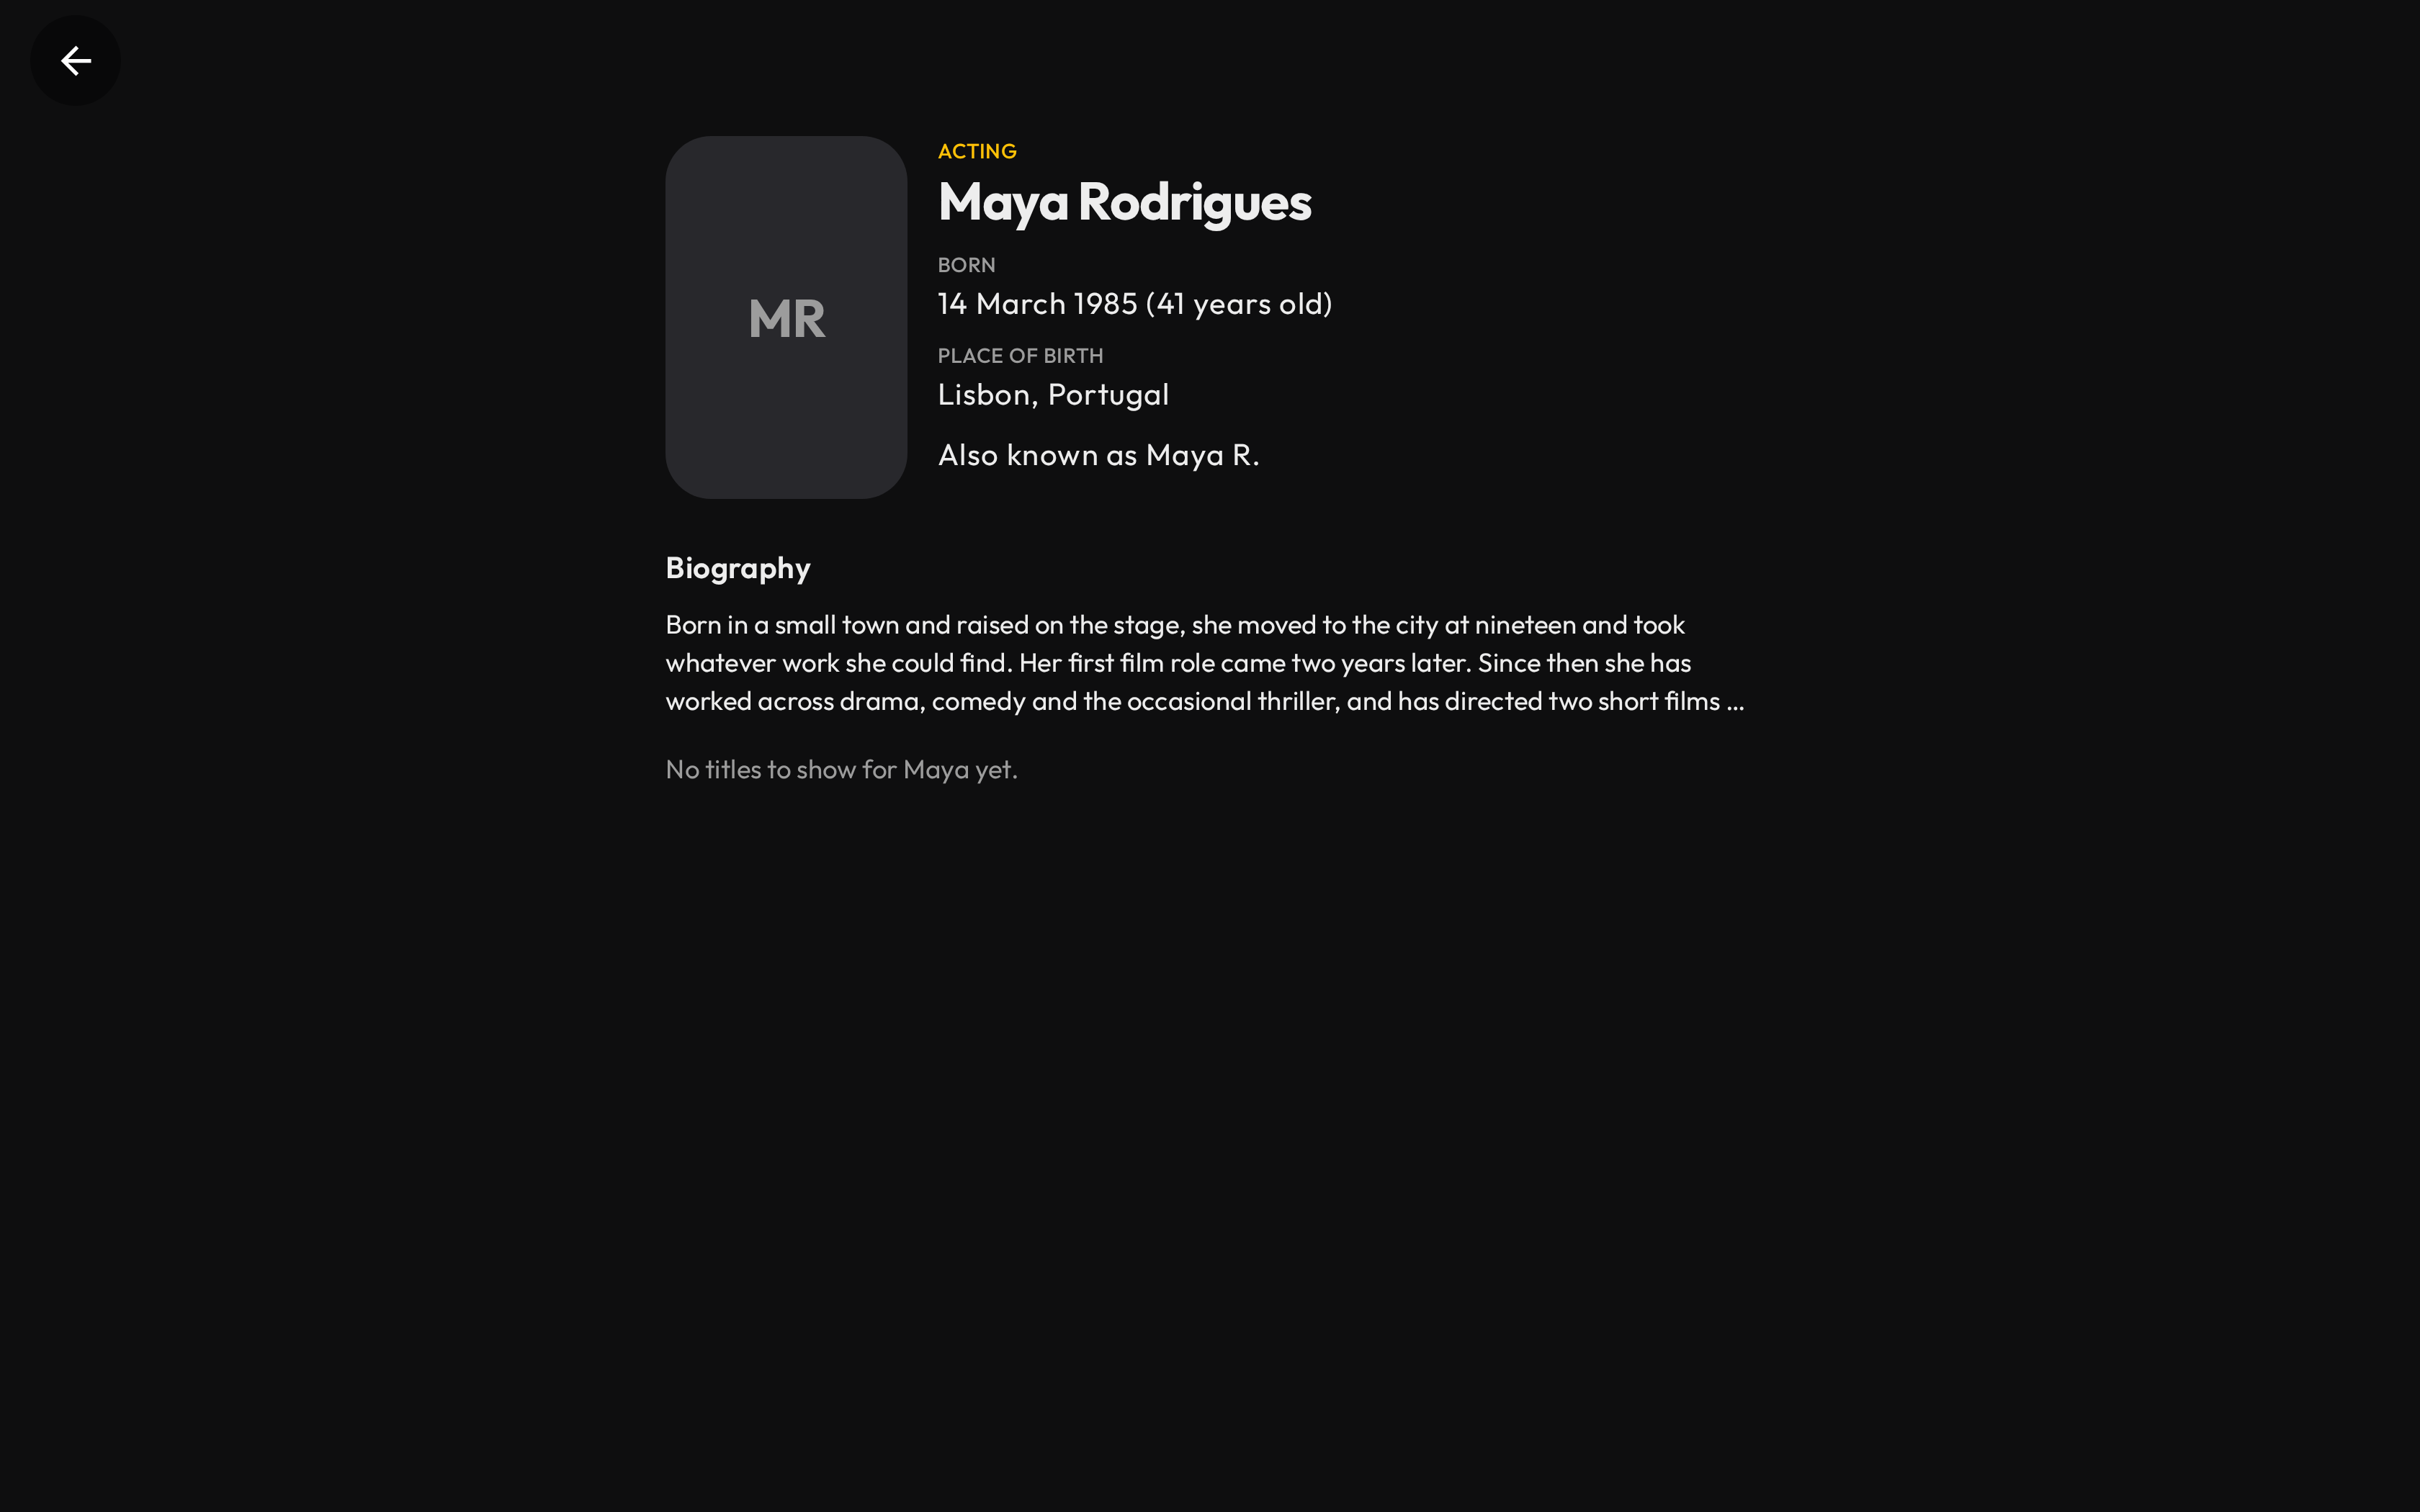 ACTING
Maya Rodrigues
BORN
14 March 1985 (41 years old)
MR
PLACE OF BIRTH
Lisbon, Portugal
Also known as Maya R.
Biography
Born in a small town and raised on the stage, she moved to the city at nineteen and took
whatever work she could find. Her first film role came two years later. Since then she has
worked across drama, comedy and the occasional thriller, and has directed two short films ...
No titles to show for Maya yet.